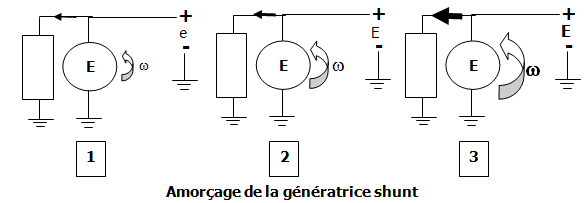 + + +
e E E
- - -
E ω E ω E ω
1 2 3
Amorçage de la génératrice shunt